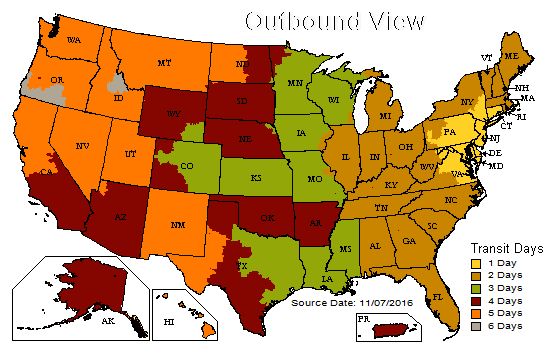 Outbound View
WA
MT
ND
MN
VT
ME
OR
ID
SD
WI
NY
NH
MA
WY
MI
RI
CT
IA
PA
NE
NJ
NV
UT
IL
IN
OH
DE
MD
CO
WV
VA
CA
KS
MO
KY
NC
TN
AZ
NM
OK
AR
SC
MS
AL
GA
TX
LA
FL
AK
HI
PR
Source Date: 11/07/2016
Transit Days
1 Day
2 Days
3 Days
4 Days
5 Days
6 Days